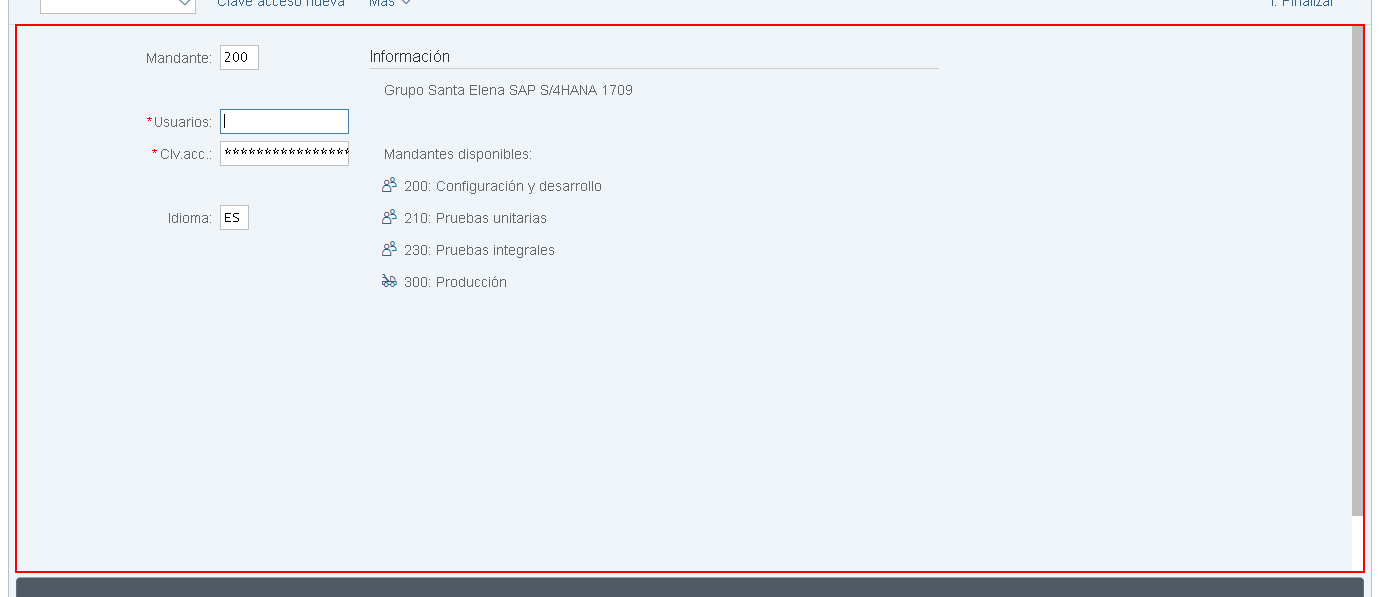 Clave acceso nueva Más
Finalizar
Mandante: 200
Información
Grupo Santa Elena SAP S/4HANA 1709
*Usuarios:
*Clv.acc.: ****************
Mandantes disponibles:
200: Configuración y desarrollo
Idioma: ES
210: Pruebas unitarias
230: Pruebas integrales
300: Producción